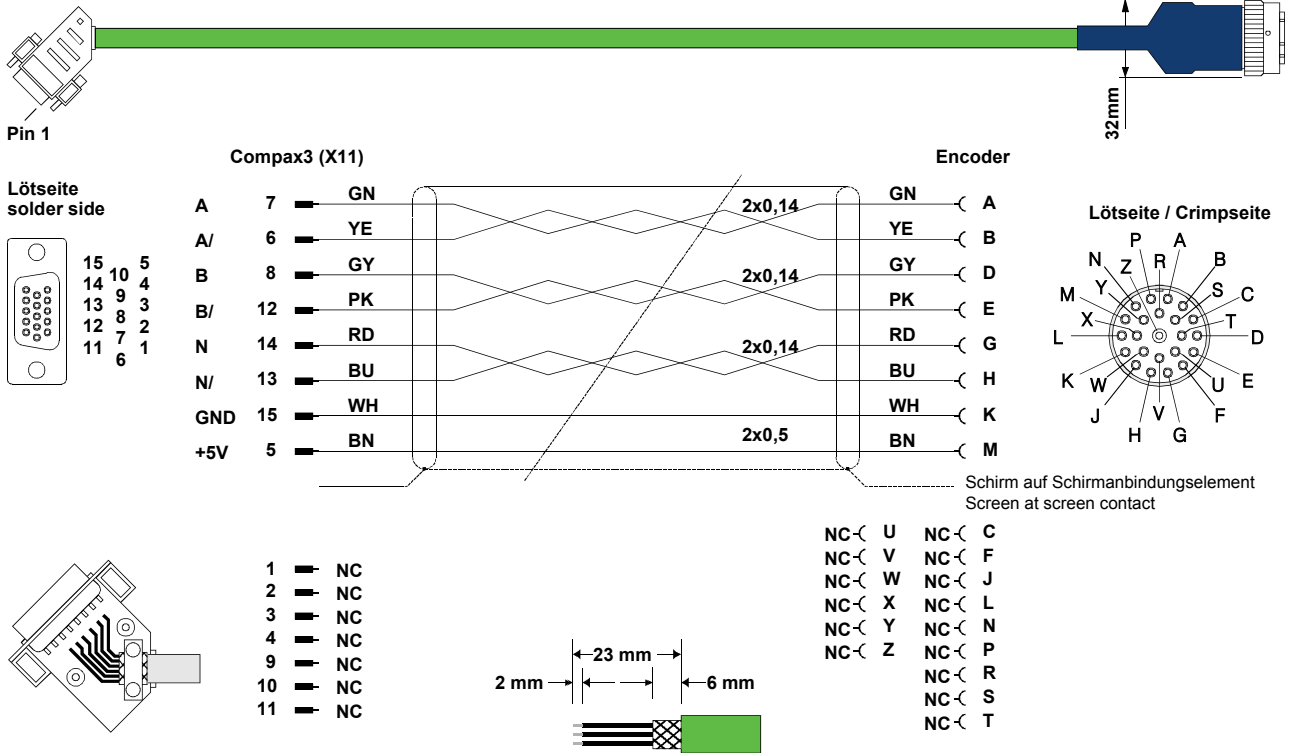 Pin 1
32mm
Compax3 (X11)
Encoder
Lötseite
solder side
15 10 5
14 9 4
13 8 3
12 7 2
11 6 1
A 7 GN 2x0,14 GN A
A/ 6 YE YE B
B 8 GY 2x0,14 GY D
B/ 12 PK PK E
N 14 RD 2x0,14 RD G
N/ 13 BU BU H
GND 15 WH WH K
+5V 5 BN 2x0,5 BN M
Lötseite / Crimpseite
P A
N Z R B
M Y S C
X T
L D
K W U E
J V F
H G
Schirm auf Schirmanbindungselement
Screen at screen contact
NC U NC C
NC V NC F
NC W NC J
NC X NC L
NC Y NC N
NC Z NC P
NC R
NC S
NC T
1 NC
2 NC
3 NC
4 NC
9 NC
10 NC
11 NC
23 mm
2 mm 6 mm